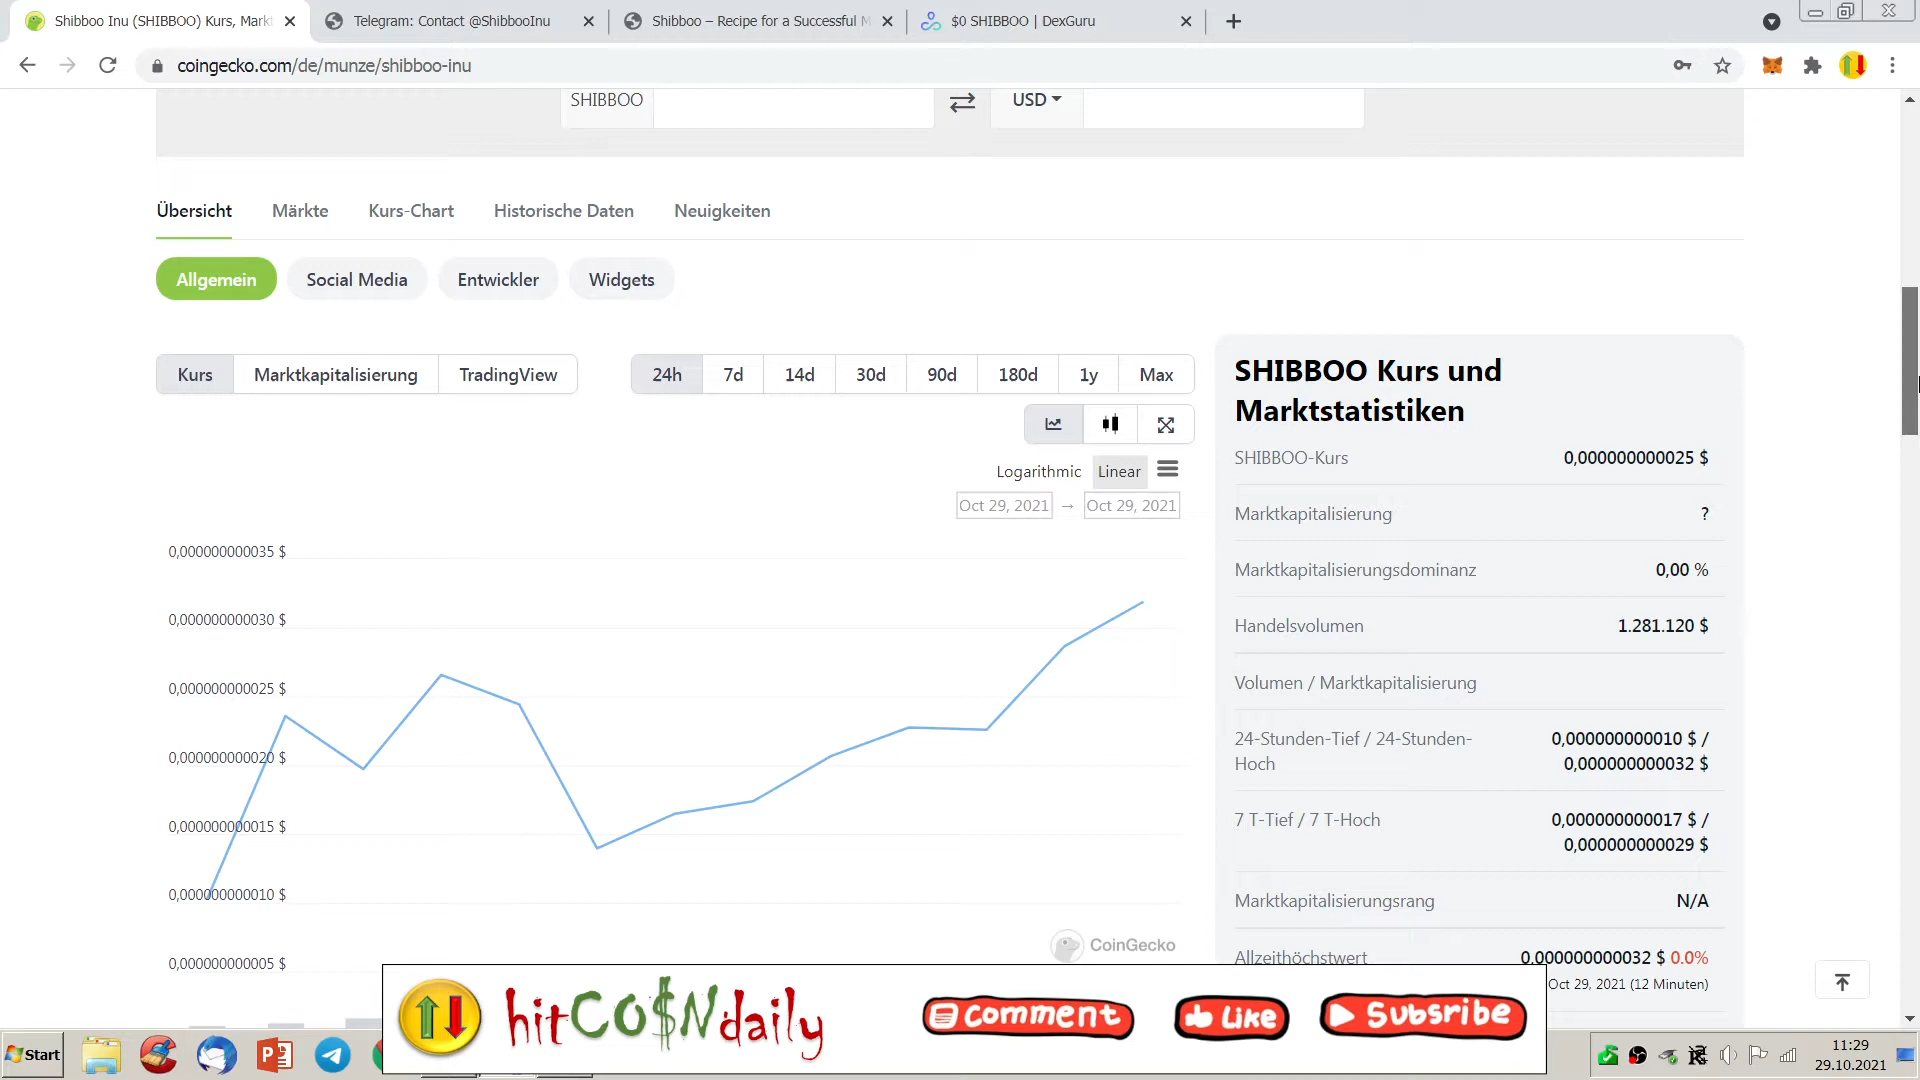 Shibboo Inu (SHIBBOO) Kurs, Mark
Telegram: Contact @ShibbooInu
Shibboo – Recipe for a Successful M
$0 SHIBBOO | DexGuru
coingecko.com/de/munze/shibboo-inu
SHIBBOO
USD
Übersicht
Märkte
Kurs-Chart
Historische Daten
Neuigkeiten
Allgemein
Social Media
Entwickler
Widgets
Kurs
Marktkapitalisierung
TradingView
24h
7d
14d
30d
90d
180d
1y
Max
Logarithmic
Linear
Oct 29, 2021 → Oct 29, 2021
0,000000000035 $
0,000000000030 $
0,000000000025 $
0,000000000020 $
0,000000000015 $
0,000000000010 $
0,000000000005 $
CoinGecko
SHIBBOO Kurs und
Marktstatistiken
SHIBBOO-Kurs
0,000000000025 $
Marktkapitalisierung
?
Marktkapitalisierungsdominanz
0,00 %
Handelsvolumen
1.281.120 $
Volumen / Marktkapitalisierung
24-Stunden-Tief / 24-Stunden-
Hoch
0,000000000010 $ /
0,000000000032 $
7 T-Tief / 7 T-Hoch
0,000000000017 $ /
0,000000000029 $
Marktkapitalisierungsrang
N/A
Allzeithöchstwert
0,000000000032 $ 0.0%
Oct 29, 2021 (12 Minuten)
hitCO$Ndaily
comment
Like
Subsribe
Start
11:29
29.10.2021